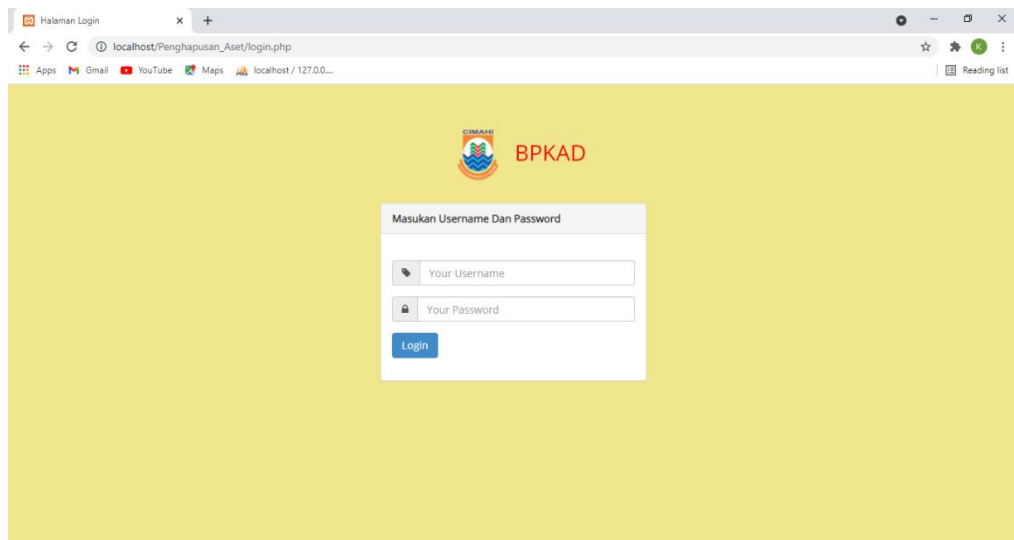 Halaman Login
localhost/Penghapusan_Aset/login.php
K
Apps Gmail YouTube Maps localhost / 127.0.0.... Reading list
CIMAHI
BPKAD
Masukan Username Dan Password
Your Username
Your Password
Login